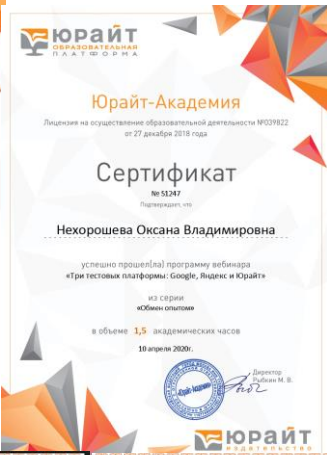 юрайт
ОБРАЗОВАТЕЛЬНАЯ
ПЛАТФОРМА
Юрайт-Академия
Лицензия на осуществление образовательной деятельности №039822
от 27 декабря 2018 года
Сертификат
№ 51247
Подтверждает, что
Нехорошева Оксана Владимировна
успешно прошел(ла) программу вебинара
«Три тестовых платформы: Google, Яндекс и Юрайт»
из серии
«Обмен опытом»
в объеме 1,5 академических часов
10 апреля 2020г.
Директор
Рыбкин М. В.
Юрайт-Академия
ЮРАЙТ
ИЗДАТЕЛЬСТВО